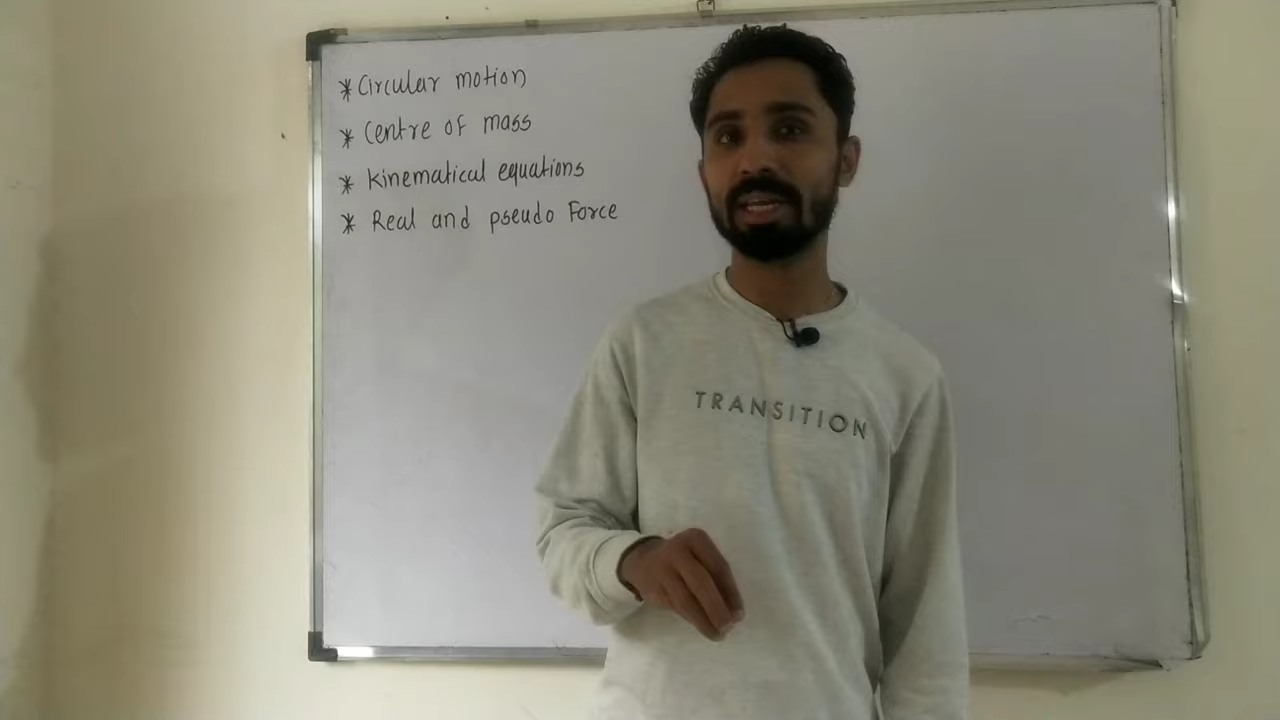 * Circular motion
* Centre of mass
* Kinematical equations
* Real and pseudo Force
TRANSITION